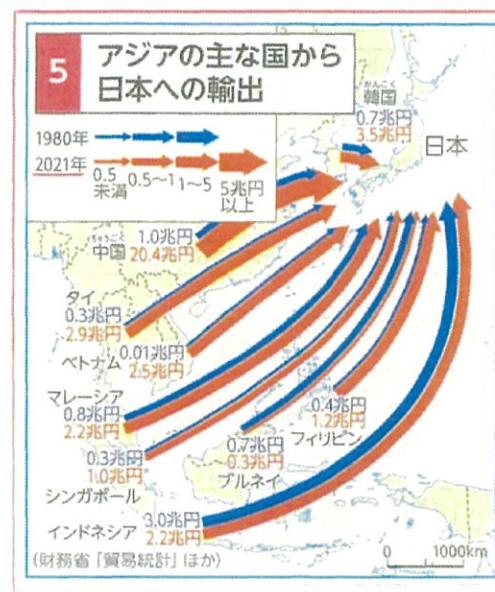 5
アジアの主な国から
日本への輸出
1980年
2021年
0.5
未満
0.5~1
1~5
5兆円
以上
かんこく
韓国
0.7兆円
3.5兆円
日本
ちゅうごく
中国
1.0兆円
20.4兆円
タイ
0.3兆円
2.9兆円
ベトナム
0.01兆円
2.5兆円
マレーシア
0.8兆円
2.2兆円
0.3兆円
1.0兆円
シンガポール
0.7兆円
0.3兆円
ブルネイ
0.4兆円
1.2兆円
フィリピン
インドネシア
3.0兆円
2.2兆円
(財務省「貿易統計」ほか)
0
1000km